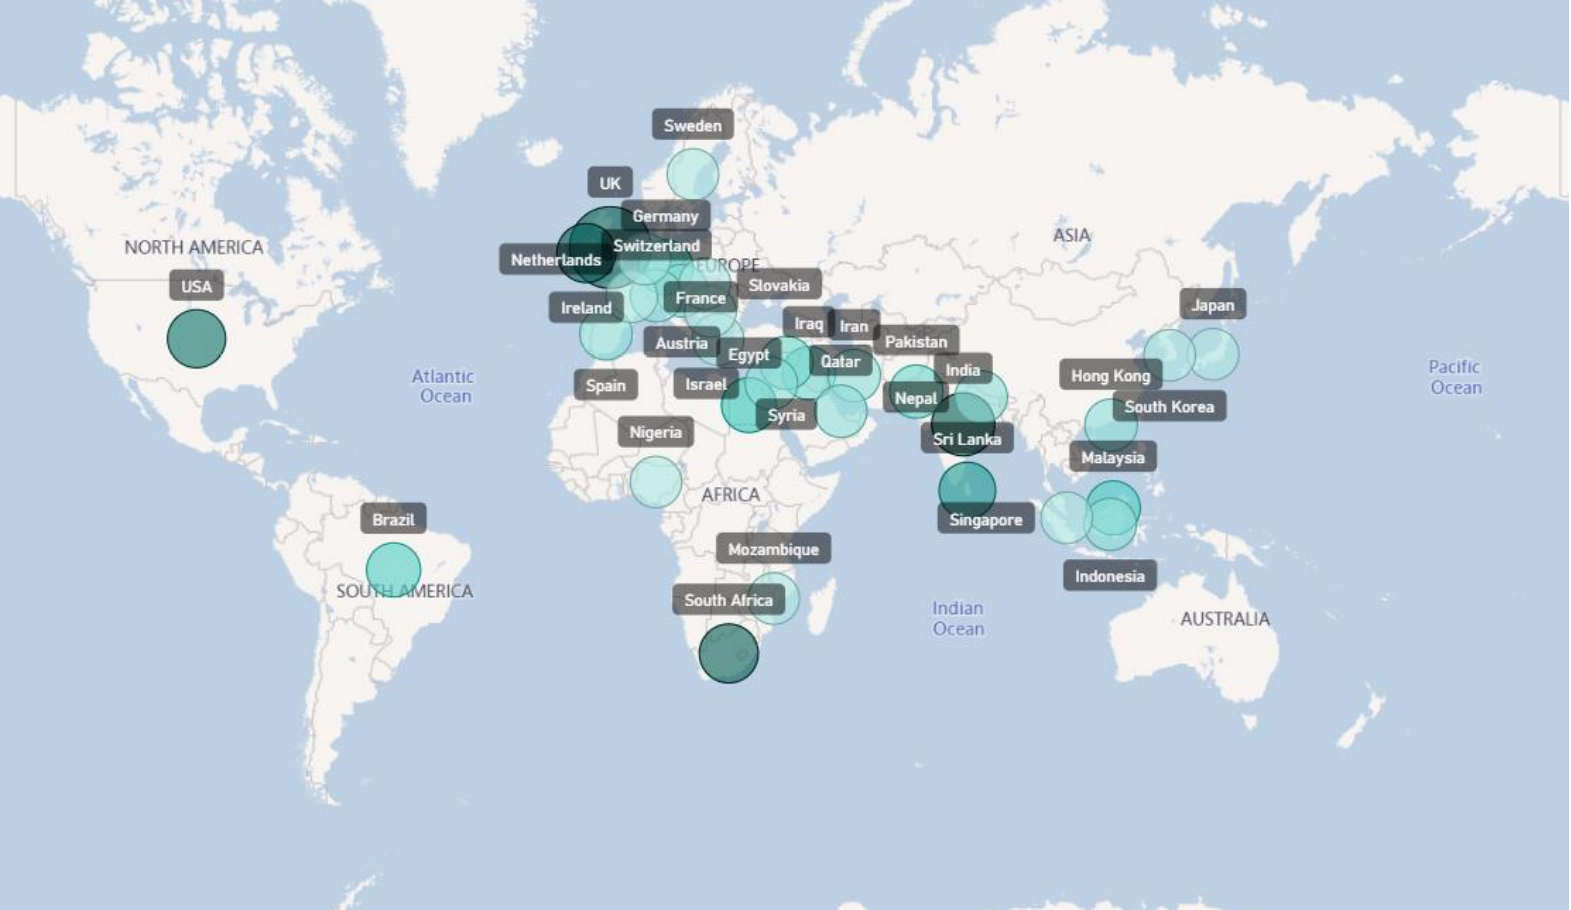 Sweden
UK
Germany
NORTH AMERICA
Switzerland
ASIA
Netherlands
EUROPE
USA
Slovakia
France
Ireland
Japan
Iraq
Iran
Austria
Pakistan
Egypt
Qatar
India
Hong Kong
Pacific
Ocean
Atlantic
Ocean
Spain
Israel
Nepal
South Korea
Syria
Nigeria
Sri Lanka
Malaysia
AFRICA
Brazil
Singapore
Mozambique
Indonesia
SOUTH AMERICA
South Africa
Indian
Ocean
AUSTRALIA